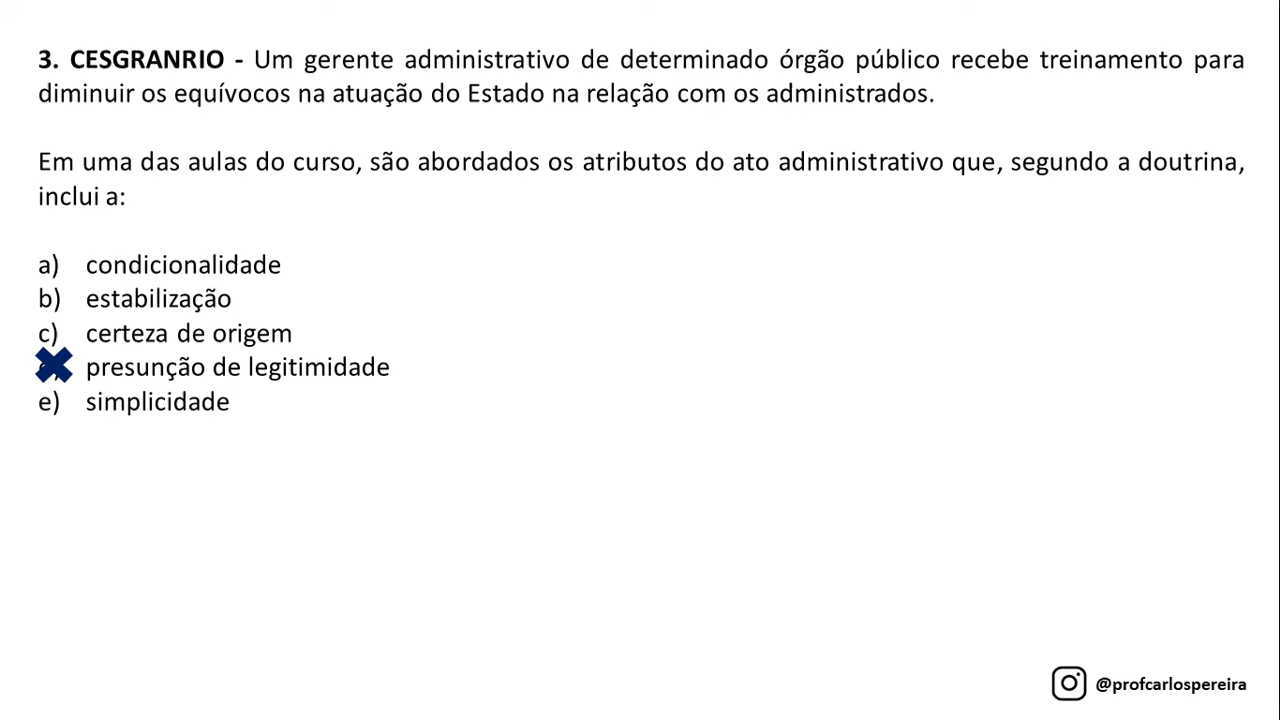 3. CESGRANRIO - Um gerente administrativo de determinado órgão público recebe treinamento para
diminuir os equívocos na atuação do Estado na relação com os administrados.
Em uma das aulas do curso, são abordados os atributos do ato administrativo que, segundo a doutrina,
inclui a:
a) condicionalidade
b) estabilização
c) certeza de origem
presunção de legitimidade
e) simplicidade
@profcarlospereira